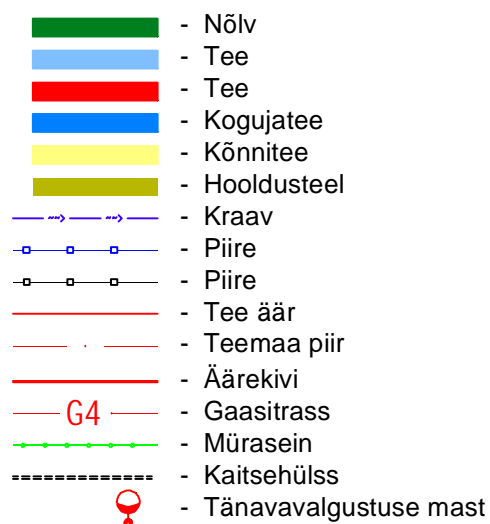 - Nõlv
- Tee
- Tee
- Kogujatee
- Kõnnitee
- Hooldusteel
- Kraav
- Piire
- Piire
- Tee äär
- Teemaa piir
- Äärekivi
G4 - Gaasitrass
- Mürasein
- Kaitsehülss
- Tänavavalgustuse mast